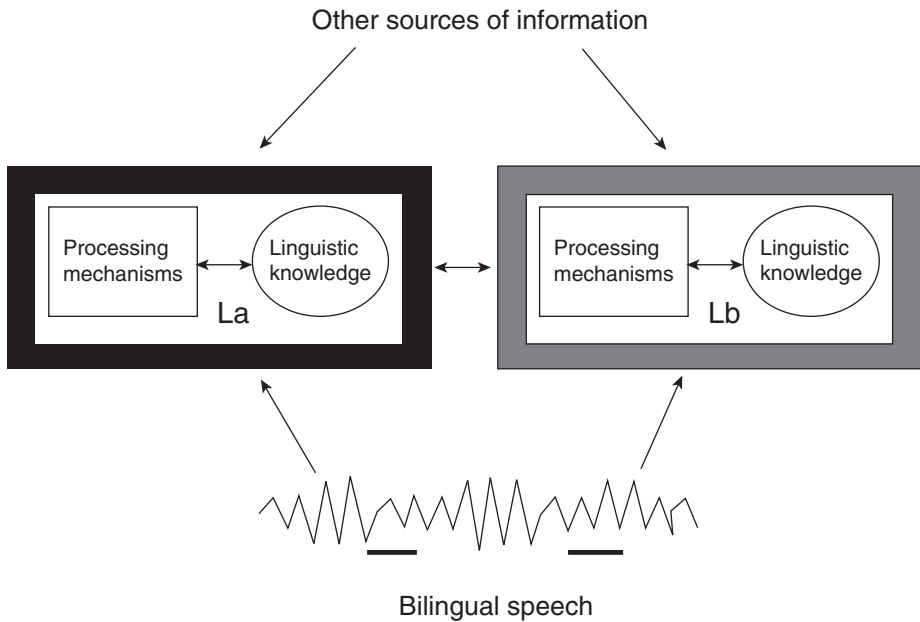 Other sources of information
Processing
mechanisms
Linguistic
knowledge
La
Processing
mechanisms
Linguistic
knowledge
Lb
Bilingual speech